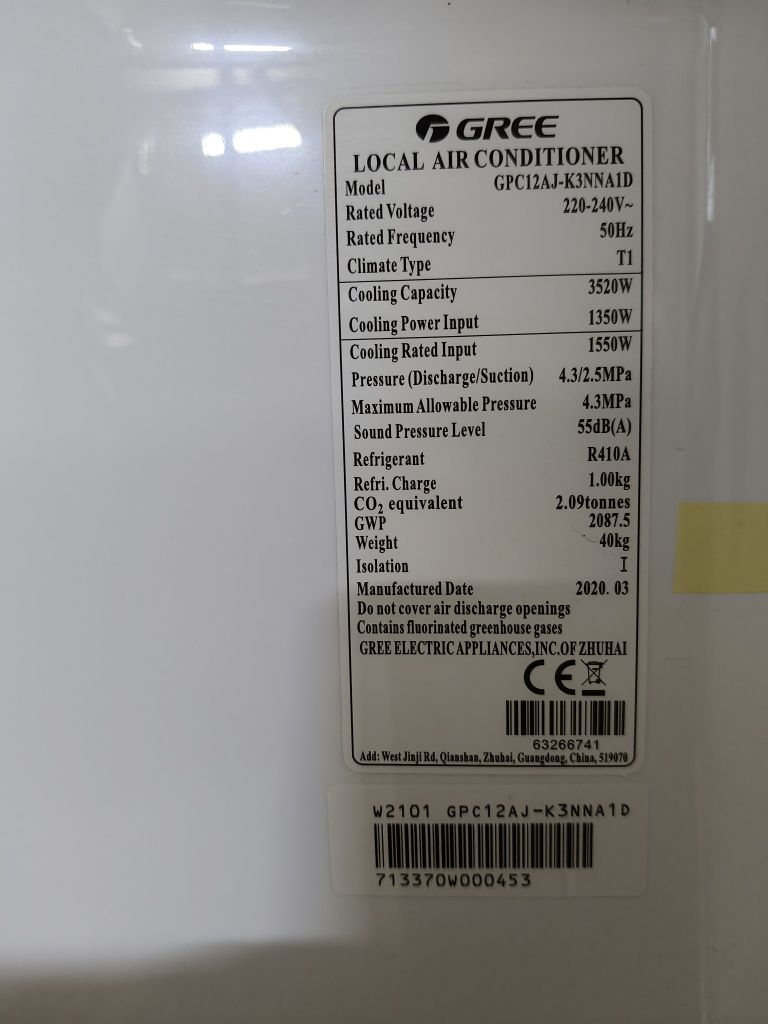 GREE
LOCAL AIR CONDITIONER
Model GPC12AJ-K3NNA1D
Rated Voltage 220-240V~
Rated Frequency 50Hz
Climate Type T1
Cooling Capacity 3520W
Cooling Power Input 1350W
Cooling Rated Input 1550W
Pressure (Discharge/Suction) 4.3/2.5MPa
Maximum Allowable Pressure 4.3MPa
Sound Pressure Level 55dB(A)
Refrigerant R410A
Refri. Charge 1.00kg
CO₂ equivalent 2.09tonnes
GWP 2087.5
Weight 40kg
Isolation I
Manufactured Date 2020. 03
Do not cover air discharge openings
Contains fluorinated greenhouse gases
GREE ELECTRIC APPLIANCES,INC.OF ZHUHAI
CE
63266741
Add: West Jinji Rd, Qianshan, Zhuhai, Guangdong, China, 519070
W2101 GPC12AJ-K3NNA1D
713370W000453